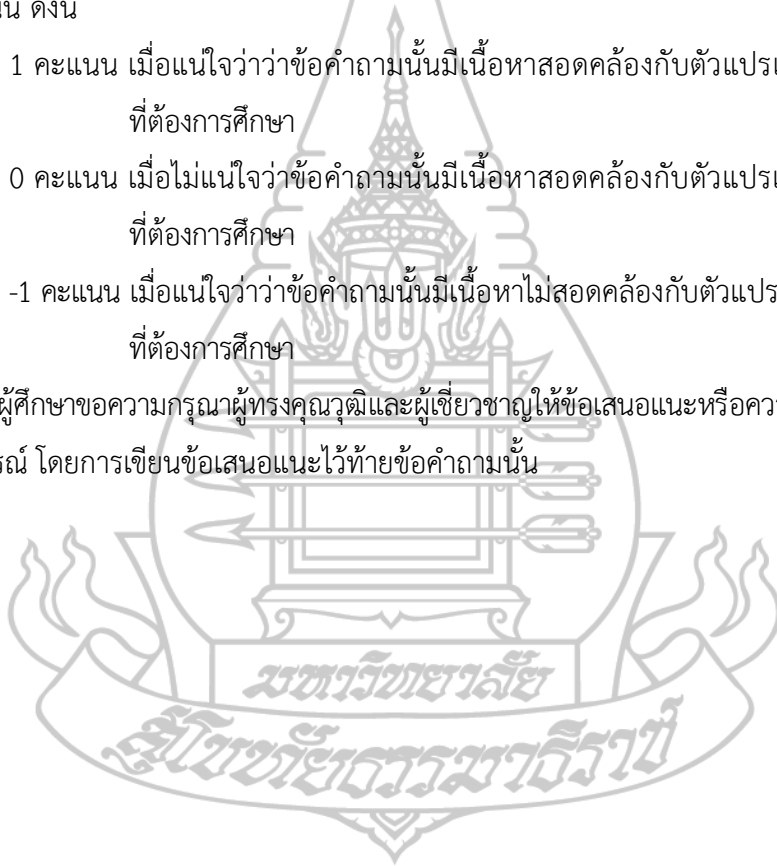 ดังนี้
1 คะแนน เมื่อแน่ใจว่าว่าข้อคำถามนั้นมีเนื้อหาสอดคล้องกับตัวแปร
ที่ต้องการศึกษา
0 คะแนน เมื่อไม่แน่ใจว่าข้อคำถามนั้นมีเนื้อหาสอดคล้องกับตัวแปร
ที่ต้องการศึกษา
-1 คะแนน เมื่อแน่ใจว่าว่าข้อคำถามนั้นมีเนื้อหาไม่สอดคล้องกับตัวแปร
ที่ต้องการศึกษา
ผู้ศึกษาขอความกรุณาผู้ทรงคุณวุฒิและผู้เชี่ยวชาญให้ข้อเสนอแนะหรือ
โดยการเขียนข้อเสนอแนะไว้ท้ายข้อคำถามนั้น
มหาวิทยาลัย
สุโขทัยธรรมาธิราช